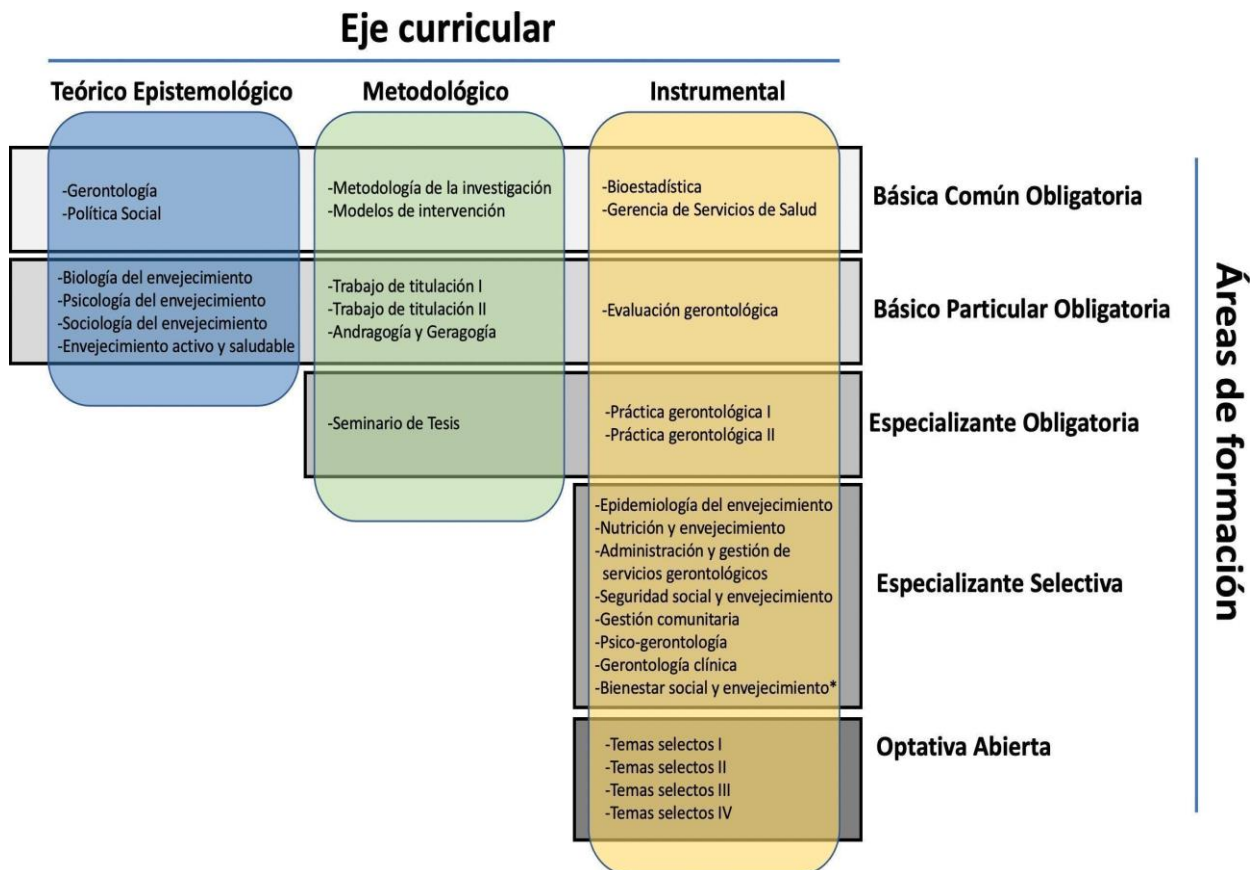 Eje curricular
Teórico Epistemológico
Metodológico
Instrumental
-Gerontología
-Política Social
-Metodología de la investigación
-Modelos de intervención
-Bioestadística
-Gerencia de Servicios de Salud
Básica Común Obligatoria
-Biología del envejecimiento
-Psicología del envejecimiento
-Sociología del envejecimiento
-Envejecimiento activo y saludable
-Trabajo de titulación I
-Trabajo de titulación II
-Andragogía y Geragogía
-Evaluación gerontológica
Básico Particular Obligatoria
-Seminario de Tesis
-Práctica gerontológica I
-Práctica gerontológica II
Especializante Obligatoria
-Epidemiología del envejecimiento
-Nutrición y envejecimiento
-Administración y gestión de
servicios gerontológicos
-Seguridad social y envejecimiento
-Gestión comunitaria
-Psico-gerontología
-Gerontología clínica
-Bienestar social y envejecimiento*
Especializante Selectiva
-Temas selectos I
-Temas selectos II
-Temas selectos III
-Temas selectos IV
Optativa Abierta
Áreas de formación